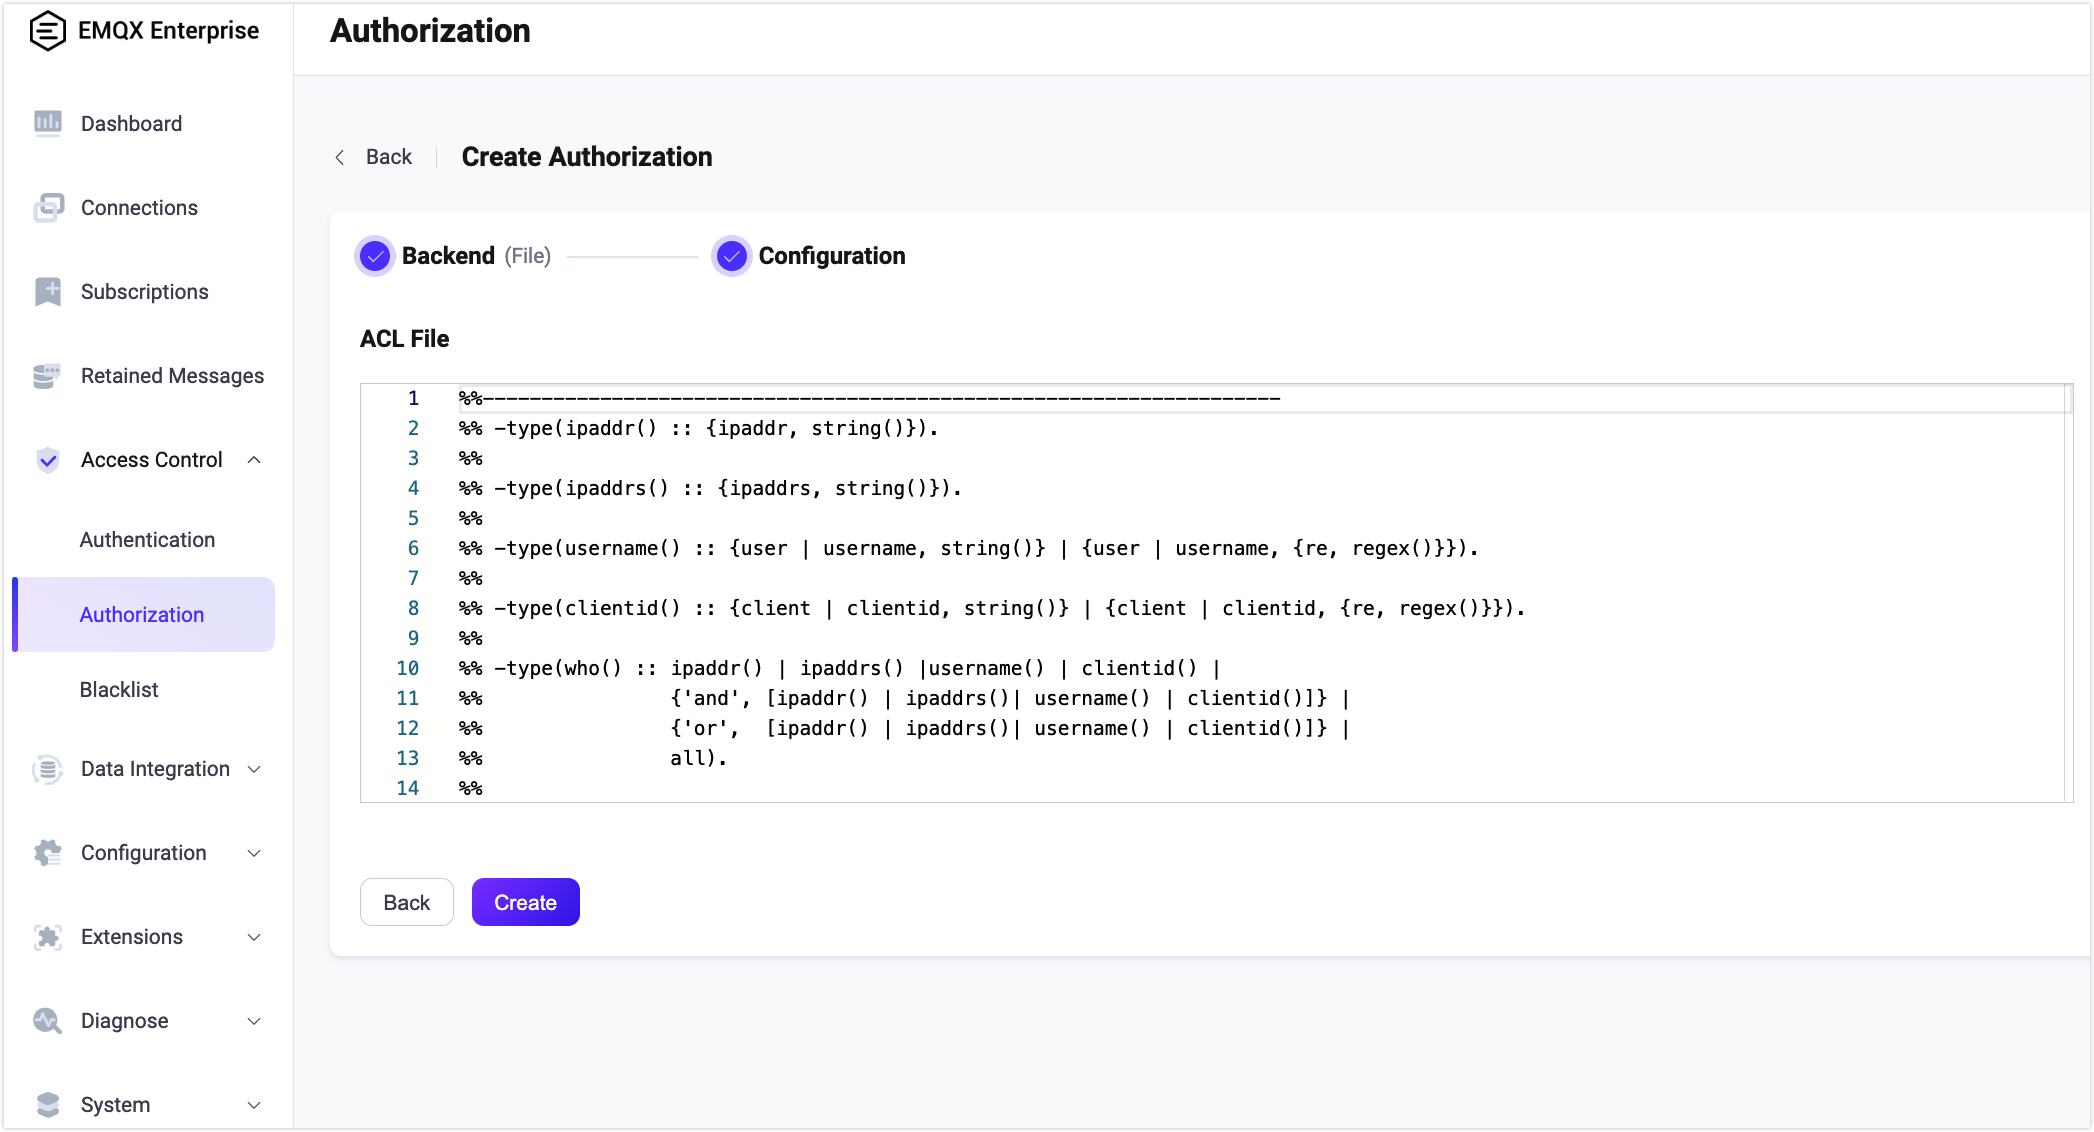 EMQX Enterprise
Dashboard
Connections
Subscriptions
Retained Messages
Access Control
Authentication
Authorization
Blacklist
Data Integration
Configuration
Extensions
Diagnose
System
Authorization
Back
Create Authorization
Backend (File)
Configuration
ACL File
1 %%--------------------------------------------------------------------
2 %% -type(ipaddr() :: {ipaddr, string()}).
3 %%
4 %% -type(ipaddrs() :: {ipaddrs, string()}).
5 %%
6 %% -type(username() :: {user | username, string()} | {user | username, {re, regex()}}).
7 %%
8 %% -type(clientid() :: {client | clientid, string()} | {client | clientid, {re, regex()}}).
9 %%
10 %% -type(who() :: ipaddr() | ipaddrs() |username() | clientid() |
11 %%                {'and', [ipaddr() | ipaddrs()| username() | clientid()]} |
12 %%                {'or',  [ipaddr() | ipaddrs()| username() | clientid()]} |
13 %%                all).
14 %%
Back
Create